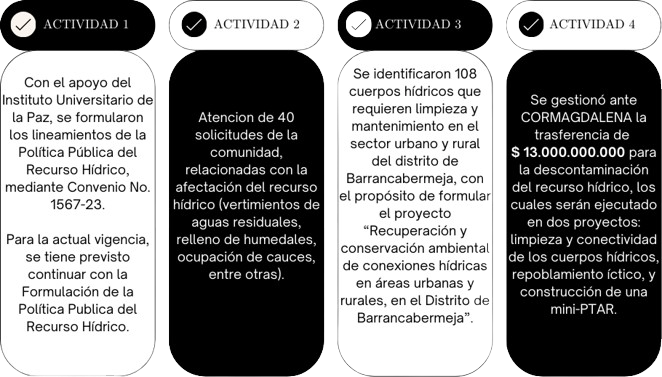 ACTIVIDAD 1
Con el apoyo del
Instituto Universitario de
la Paz, se formularon
los lineamientos de la
Política Pública del
Recurso Hídrico,
mediante Convenio No.
1567-23.
Para la actual vigencia,
se tiene previsto
continuar con la
Formulación de la
Política Publica del
Recurso Hídrico.
ACTIVIDAD 2
Atencion de 40
solicitudes de la
comunidad,
relacionadas con la
afectación del recurso
hídrico (vertimientos de
aguas residuales,
relleno de humedales,
ocupación de cauces,
entre otras).
ACTIVIDAD 3
Se identificaron 108
cuerpos hídricos que
requieren limpieza y
mantenimiento en el
sector urbano y rural
del distrito de
Barrancabermeja, con
el propósito de formular
el proyecto
“Recuperación y
conservación ambiental
de conexiones hídricas
en áreas urbanas y
rurales, en el Distrito de
Barrancabermeja”.
ACTIVIDAD 4
Se gestionó ante
CORMAGDALENA la
trasferencia de
$ 13.000.000.000 para
la descontaminación
del recurso hídrico, los
cuales serán ejecutado
en dos proyectos:
limpieza y conectividad
de los cuerpos hídricos,
repoblamiento íctico, y
construcción de una
mini-PTAR.